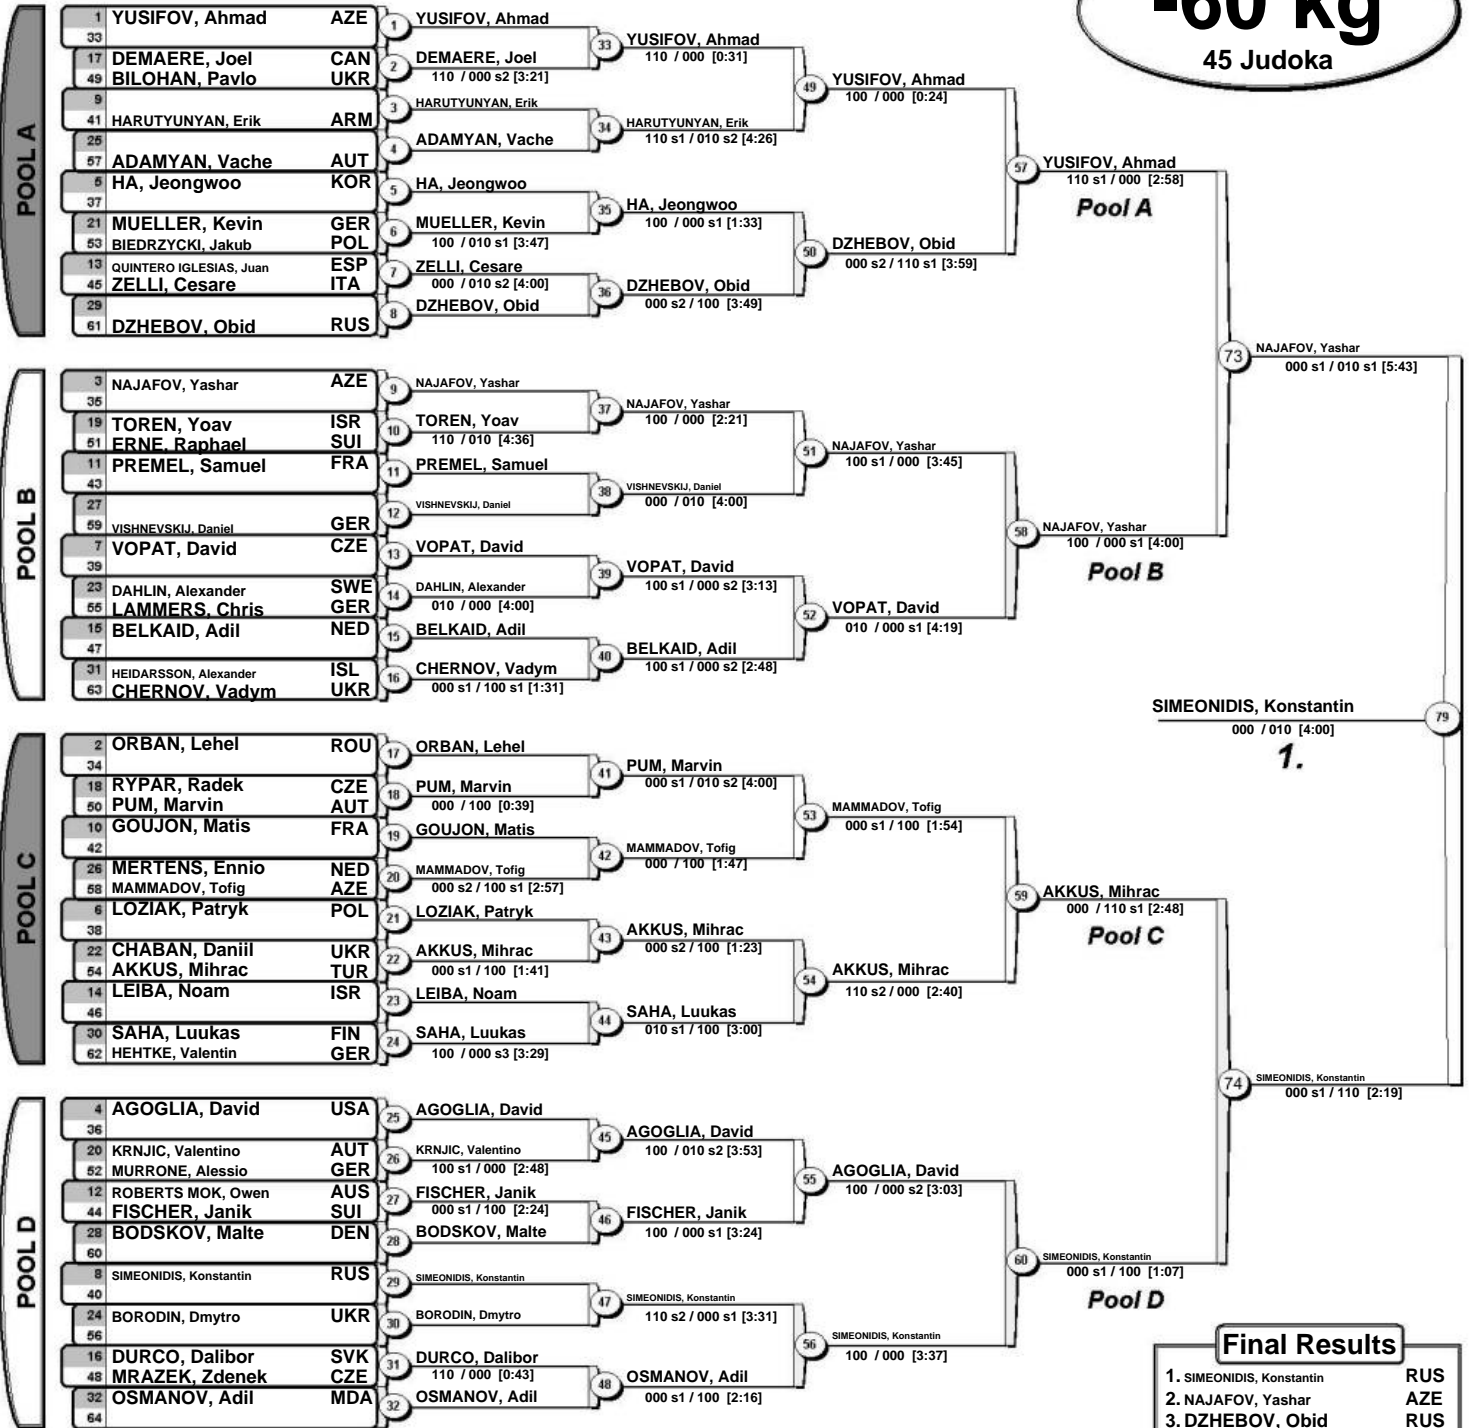 -60 kg
45 Judoka
POOL A
1 YUSIFOV, Ahmad AZE
33
17 DEMAERE, Joel CAN
49 BILOHAN, Pavlo UKR
9
41 HARUTYUNYAN, Erik ARM
25
57 ADAMYAN, Vache AUT
5 HA, Jeongwoo KOR
37
21 MUELLER, Kevin GER
53 BIEDRZYCKI, Jakub POL
13 QUINTERO IGLESIAS, Juan ESP
45 ZELLI, Cesare ITA
29
61 DZHEBOV, Obid RUS
1 YUSIFOV, Ahmad
2 DEMAERE, Joel
110 / 000 s2 [3:21]
3 HARUTYUNYAN, Erik
4 ADAMYAN, Vache
5 HA, Jeongwoo
6 MUELLER, Kevin
100 / 010 s1 [3:47]
7 ZELLI, Cesare
000 / 010 s2 [4:00]
8 DZHEBOV, Obid
33 YUSIFOV, Ahmad
110 / 000 [0:31]
34 HARUTYUNYAN, Erik
110 s1 / 010 s2 [4:26]
35 HA, Jeongwoo
100 / 000 s1 [1:33]
36 DZHEBOV, Obid
000 s2 / 100 [3:49]
49 YUSIFOV, Ahmad
100 / 000 [0:24]
50 DZHEBOV, Obid
000 s2 / 110 s1 [3:59]
57 YUSIFOV, Ahmad
110 s1 / 000 [2:58]
Pool A
POOL B
3 NAJAFOV, Yashar AZE
35
19 TOREN, Yoav ISR
51 ERNE, Raphael SUI
11 PREMEL, Samuel FRA
43
27
59 VISHNEVSKIJ, Daniel GER
7 VOPAT, David CZE
39
23 DAHLIN, Alexander SWE
55 LAMMERS, Chris GER
15 BELKAID, Adil NED
47
31 HEIDARSSON, Alexander ISL
63 CHERNOV, Vadym UKR
9 NAJAFOV, Yashar
10 TOREN, Yoav
110 / 010 [4:36]
11 PREMEL, Samuel
12 VISHNEVSKIJ, Daniel
13 VOPAT, David
14 DAHLIN, Alexander
010 / 000 [4:00]
15 BELKAID, Adil
16 CHERNOV, Vadym
000 s1 / 100 s1 [1:31]
37 NAJAFOV, Yashar
100 / 000 [2:21]
38 VISHNEVSKIJ, Daniel
000 / 010 [4:00]
39 VOPAT, David
100 s1 / 000 s2 [3:13]
40 BELKAID, Adil
100 s1 / 000 s2 [2:48]
51 NAJAFOV, Yashar
100 s1 / 000 [3:45]
52 VOPAT, David
010 / 000 s1 [4:19]
58 NAJAFOV, Yashar
100 / 000 s1 [4:00]
Pool B
73 NAJAFOV, Yashar
000 s1 / 010 s1 [5:43]
SIMEONIDIS, Konstantin 79
000 / 010 [4:00]
1.
POOL C
2 ORBAN, Lehel ROU
34
18 RYPAR, Radek CZE
50 PUM, Marvin AUT
10 GOUJON, Matis FRA
42
26 MERTENS, Ennio NED
58 MAMMADOV, Tofig AZE
6 LOZIAK, Patryk POL
38
22 CHABAN, Daniil UKR
54 AKKUS, Mihrac TUR
14 LEIBA, Noam ISR
46
30 SAHA, Luukas FIN
62 HEHTKE, Valentin GER
17 ORBAN, Lehel
18 PUM, Marvin
000 / 100 [0:39]
19 GOUJON, Matis
20 MAMMADOV, Tofig
000 s2 / 100 s1 [2:57]
21 LOZIAK, Patryk
22 AKKUS, Mihrac
000 s1 / 100 [1:41]
23 LEIBA, Noam
24 SAHA, Luukas
100 / 000 s3 [3:29]
41 PUM, Marvin
000 s1 / 010 s2 [4:00]
42 MAMMADOV, Tofig
000 / 100 [1:47]
43 AKKUS, Mihrac
000 s2 / 100 [1:23]
44 SAHA, Luukas
010 s1 / 100 [3:00]
53 MAMMADOV, Tofig
000 s1 / 100 [1:54]
54 AKKUS, Mihrac
110 s2 / 000 [2:40]
59 AKKUS, Mihrac
000 / 110 s1 [2:48]
Pool C
POOL D
4 AGOGLIA, David USA
36
20 KRNJIC, Valentino AUT
52 MURRONE, Alessio GER
12 ROBERTS MOK, Owen AUS
44 FISCHER, Janik SUI
28 BODSKOV, Malte DEN
60
8 SIMEONIDIS, Konstantin RUS
40
24 BORODIN, Dmytro UKR
56
16 DURCO, Dalibor SVK
48 MRAZEK, Zdenek CZE
32 OSMANOV, Adil MDA
64
25 AGOGLIA, David
26 KRNJIC, Valentino
100 s1 / 000 [2:48]
27 FISCHER, Janik
000 s1 / 100 [2:24]
28 BODSKOV, Malte
29 SIMEONIDIS, Konstantin
30 BORODIN, Dmytro
31 DURCO, Dalibor
110 / 000 [0:43]
32 OSMANOV, Adil
45 AGOGLIA, David
100 / 010 s2 [3:53]
46 FISCHER, Janik
100 / 000 s1 [3:24]
47 SIMEONIDIS, Konstantin
110 s2 / 000 s1 [3:31]
48 OSMANOV, Adil
000 s1 / 100 [2:16]
55 AGOGLIA, David
100 / 000 s2 [3:03]
56 SIMEONIDIS, Konstantin
100 / 000 [3:37]
60 SIMEONIDIS, Konstantin
000 s1 / 100 [1:07]
Pool D
74 SIMEONIDIS, Konstantin
000 s1 / 110 [2:19]
Final Results
1. SIMEONIDIS, Konstantin RUS
2. NAJAFOV, Yashar AZE
3. DZHEBOV, Obid RUS